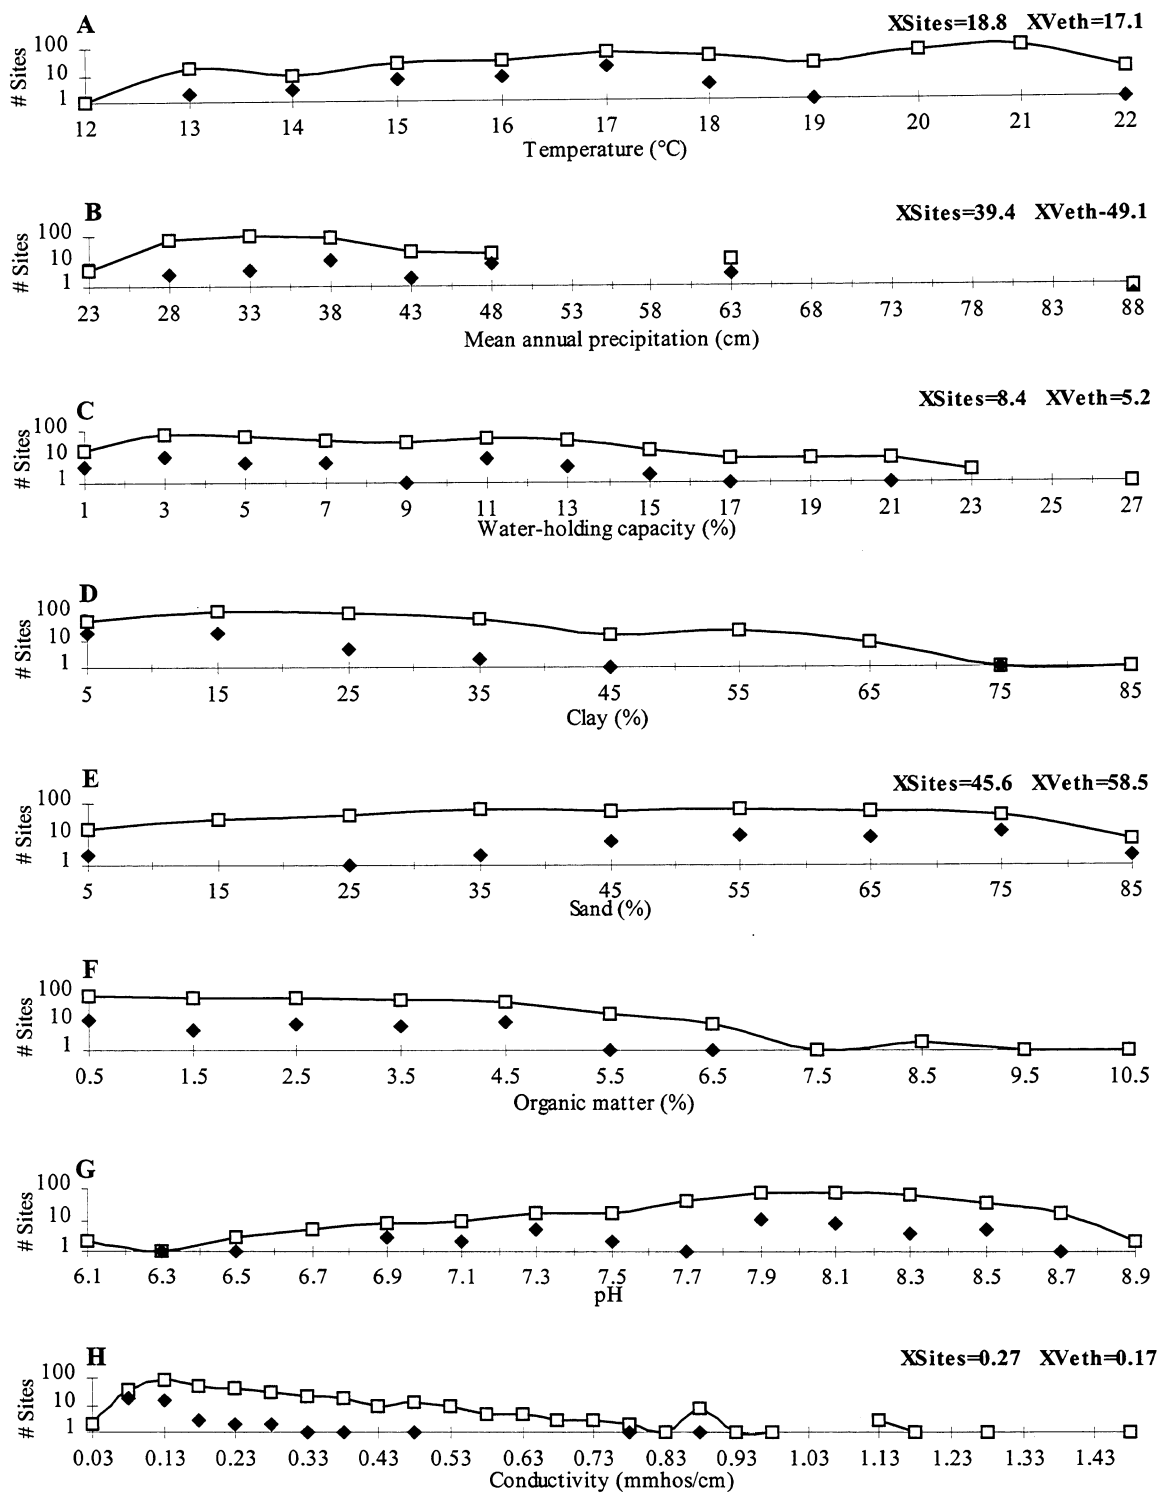 A
XSites=18.8 XVeth=17.1
# Sites
100
10
1
12 13 14 15 16 17 18 19 20 21 22
Temperature (°C)
B
XSites=39.4 XVeth-49.1
# Sites
100
10
1
23 28 33 38 43 48 53 58 63 68 73 78 83 88
Mean annual precipitation (cm)
C
XSites=8.4 XVeth=5.2
# Sites
100
10
1
1 3 5 7 9 11 13 15 17 19 21 23 25 27
Water-holding capacity (%)
D
# Sites
100
10
1
5 15 25 35 45 55 65 75 85
Clay (%)
E
XSites=45.6 XVeth=58.5
# Sites
100
10
1
5 15 25 35 45 55 65 75 85
Sand (%)
F
# Sites
100
10
1
0.5 1.5 2.5 3.5 4.5 5.5 6.5 7.5 8.5 9.5 10.5
Organic matter (%)
G
# Sites
100
10
1
6.1 6.3 6.5 6.7 6.9 7.1 7.3 7.5 7.7 7.9 8.1 8.3 8.5 8.7 8.9
pH
H
XSites=0.27 XVeth=0.17
# Sites
100
10
1
0.03 0.13 0.23 0.33 0.43 0.53 0.63 0.73 0.83 0.93 1.03 1.13 1.23 1.33 1.43
Conductivity (mmhos/cm)